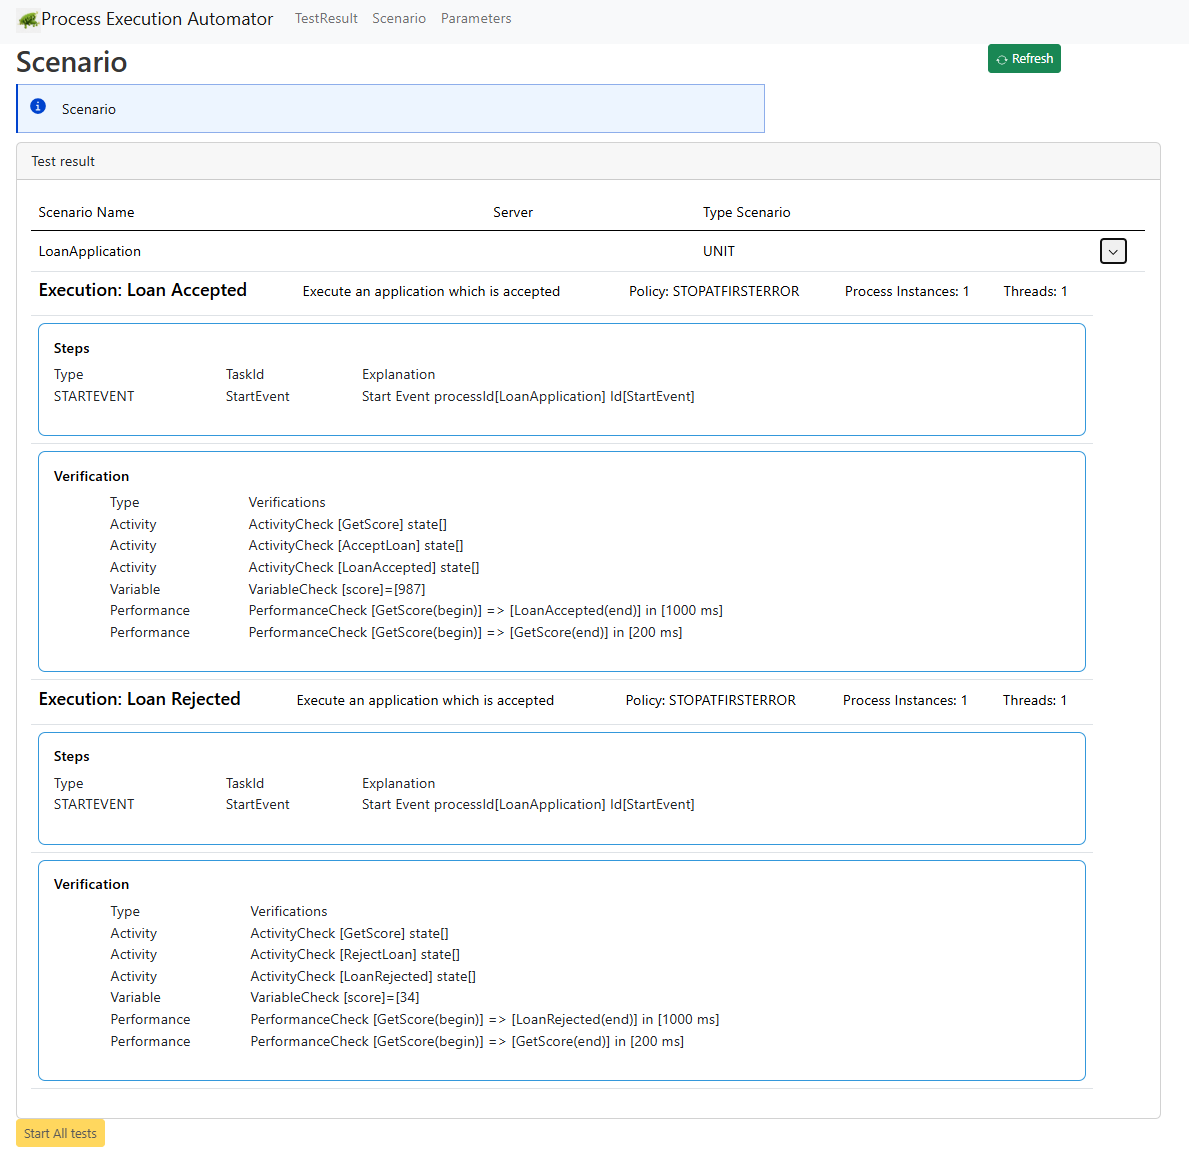 Process Execution Automator TestResult Scenario Parameters
Scenario Refresh
Scenario
Test result
Scenario Name Server Type Scenario
LoanApplication UNIT
Execution: Loan Accepted Execute an application which is accepted Policy: STOPATFIRSTERROR Process Instances: 1 Threads: 1
Steps
Type TaskId Explanation
STARTEVENT StartEvent Start Event processId[LoanApplication] Id[StartEvent]
Verification
Type Verifications
Activity ActivityCheck [GetScore] state[]
Activity ActivityCheck [AcceptLoan] state[]
Activity ActivityCheck [LoanAccepted] state[]
Variable VariableCheck [score]=[987]
Performance PerformanceCheck [GetScore(begin)] => [LoanAccepted(end)] in [1000 ms]
Performance PerformanceCheck [GetScore(begin)] => [GetScore(end)] in [200 ms]
Execution: Loan Rejected Execute an application which is accepted Policy: STOPATFIRSTERROR Process Instances: 1 Threads: 1
Steps
Type TaskId Explanation
STARTEVENT StartEvent Start Event processId[LoanApplication] Id[StartEvent]
Verification
Type Verifications
Activity ActivityCheck [GetScore] state[]
Activity ActivityCheck [RejectLoan] state[]
Activity ActivityCheck [LoanRejected] state[]
Variable VariableCheck [score]=[34]
Performance PerformanceCheck [GetScore(begin)] => [LoanRejected(end)] in [1000 ms]
Performance PerformanceCheck [GetScore(begin)] => [GetScore(end)] in [200 ms]
Start All tests